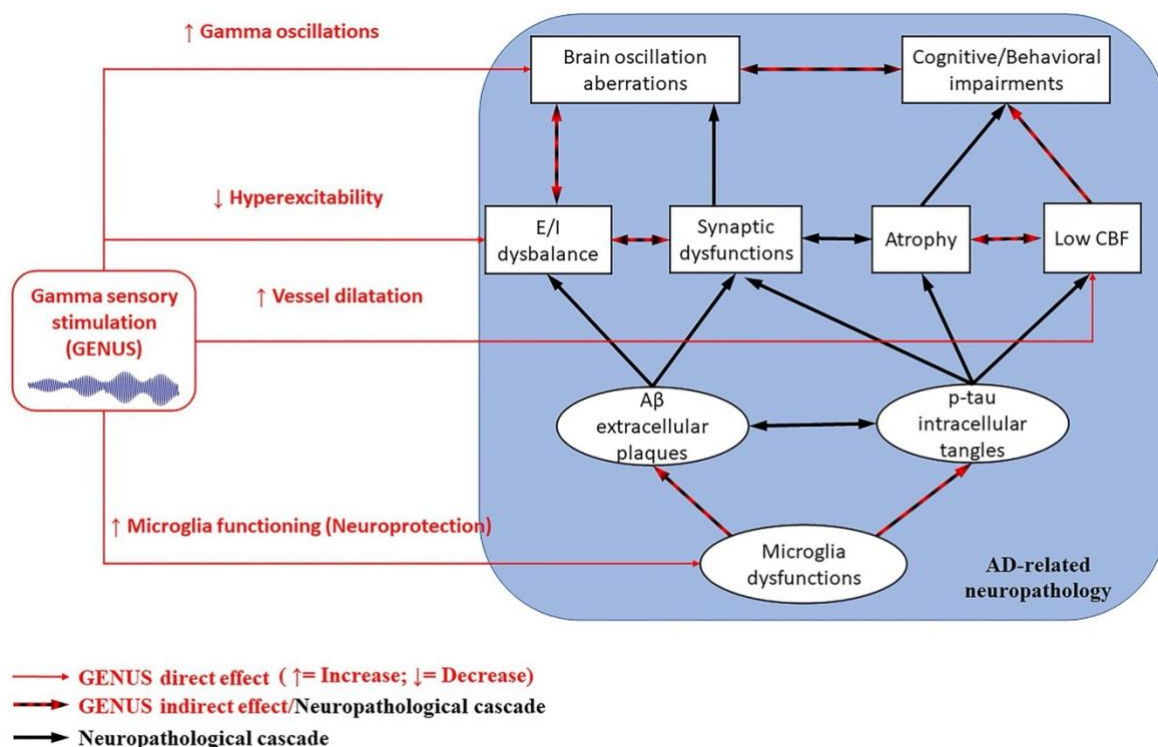 ↑ Gamma oscillations
Brain oscillation
aberrations
Cognitive/Behavioral
impairments
↓ Hyperexcitability
E/I
dysbalance
Synaptic
dysfunctions
Atrophy
Low CBF
Gamma sensory
stimulation
(GENUS)
↑ Vessel dilatation
Aβ
extracellular
plaques
p-tau
intracellular
tangles
↑ Microglia functioning (Neuroprotection)
Microglia
dysfunctions
AD-related
neuropathology
GENUS direct effect ( ↑= Increase; ↓= Decrease)
GENUS indirect effect/Neuropathological cascade
Neuropathological cascade